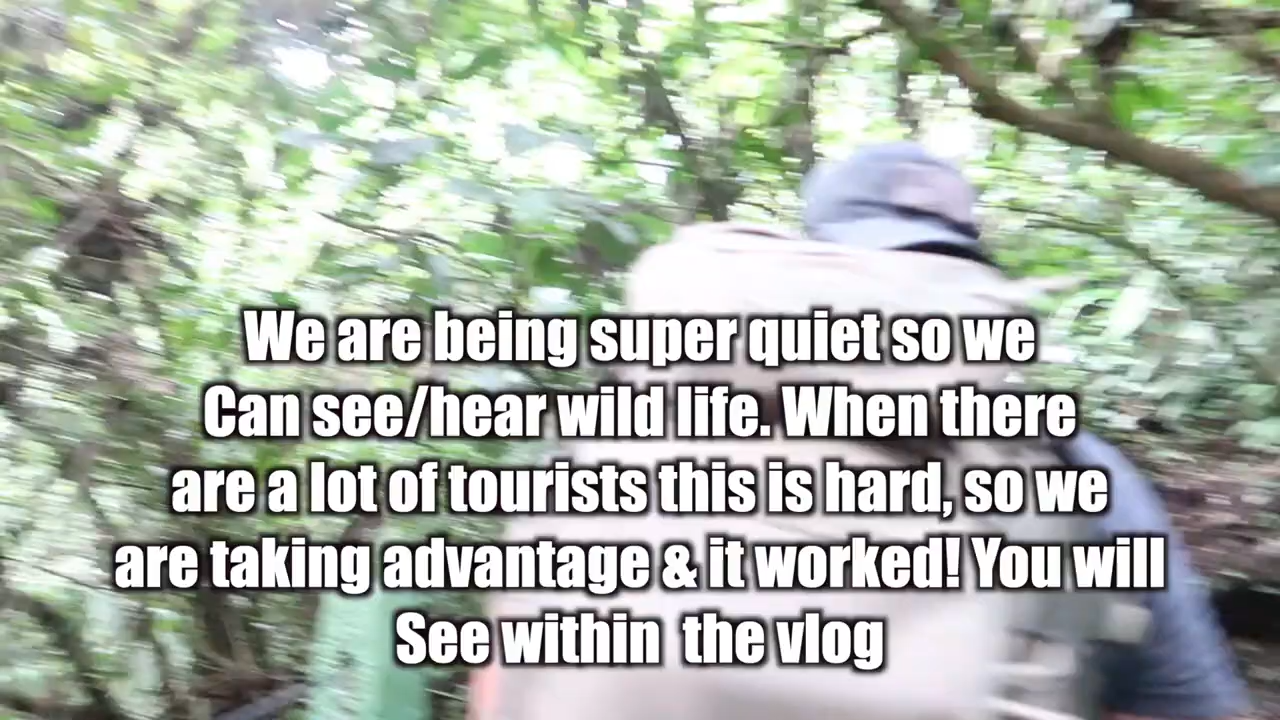 We are being super quiet so we
Can see/hear wild life. When there
are a lot of tourists this is hard, so we
are taking advantage & it worked! You will
See within the vlog